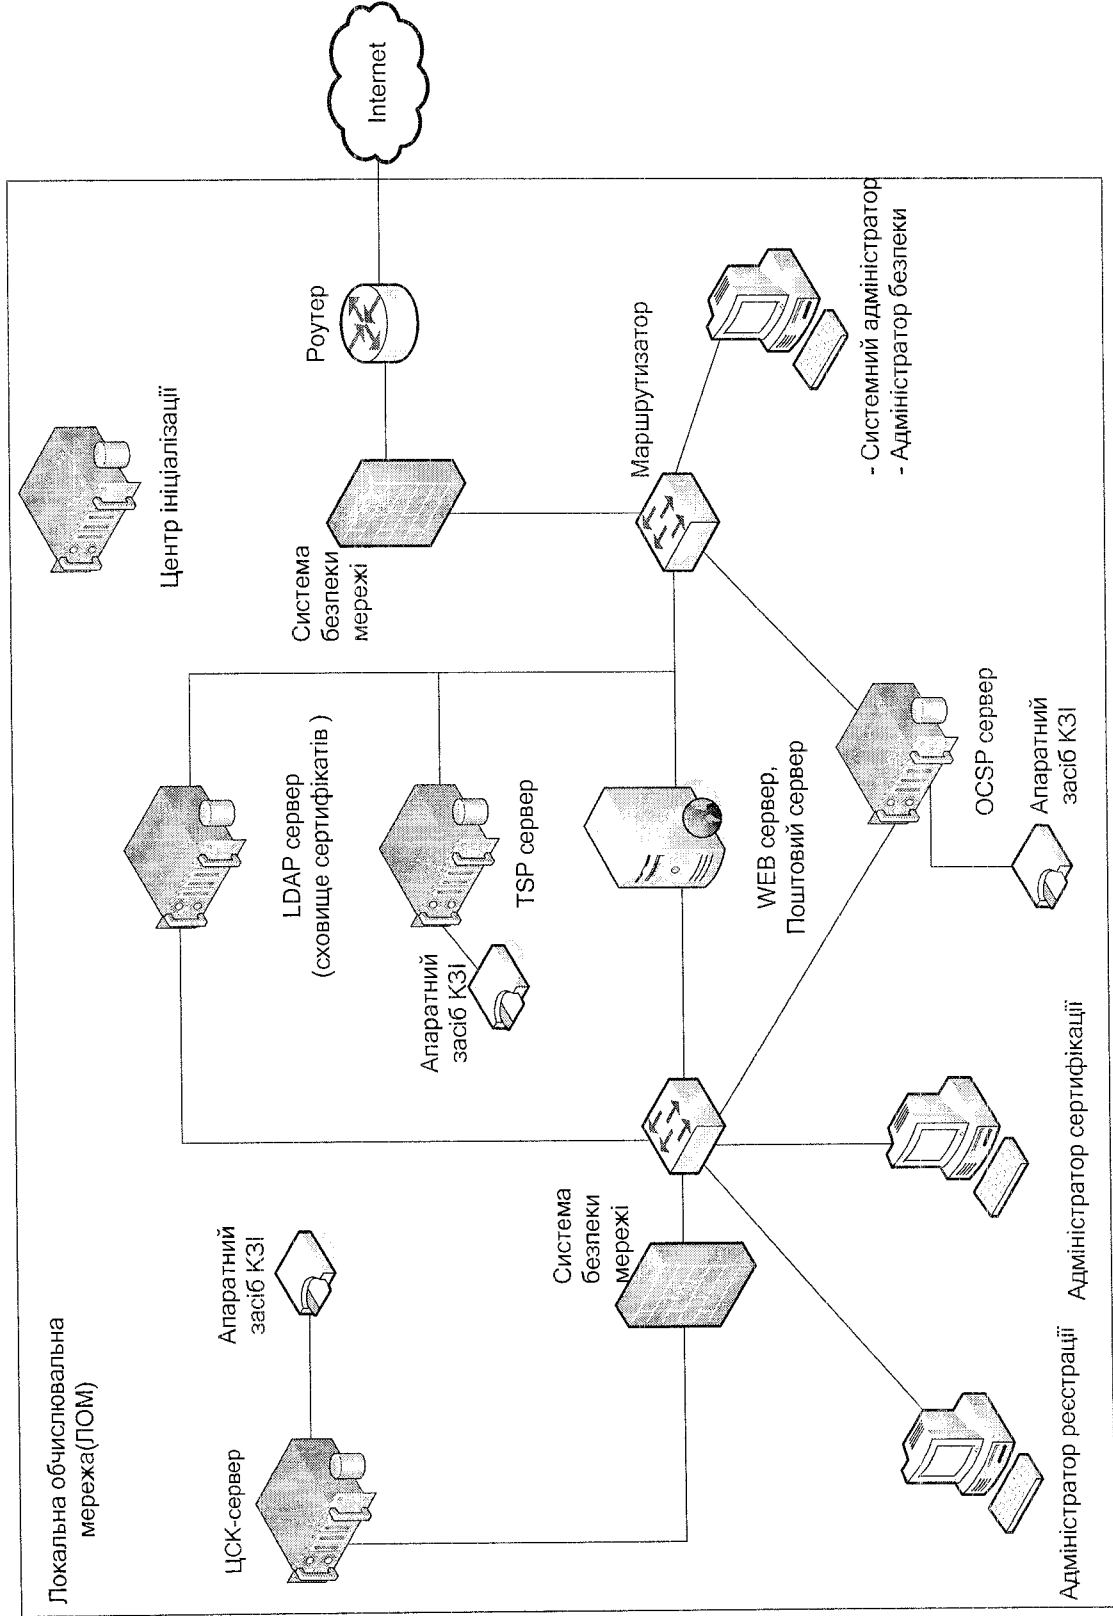 Локальна обчислювальна
мережа(ЛОМ)
ЦСК-сервер
Апаратний
засіб КЗІ
LDAP сервер
(сховище сертифікатів )
Центр ініціалізації
Апаратний
засіб КЗІ
TSP сервер
Система
безпеки
мережі
Роутер
Internet
Система
безпеки
мережі
WEB сервер,
Поштовий сервер
Маршрутизатор
Адміністратор реєстрації
Адміністратор сертифікації
OCSP сервер
Апаратний
засіб КЗІ
- Системний адміністратор
- Адміністратор безпеки